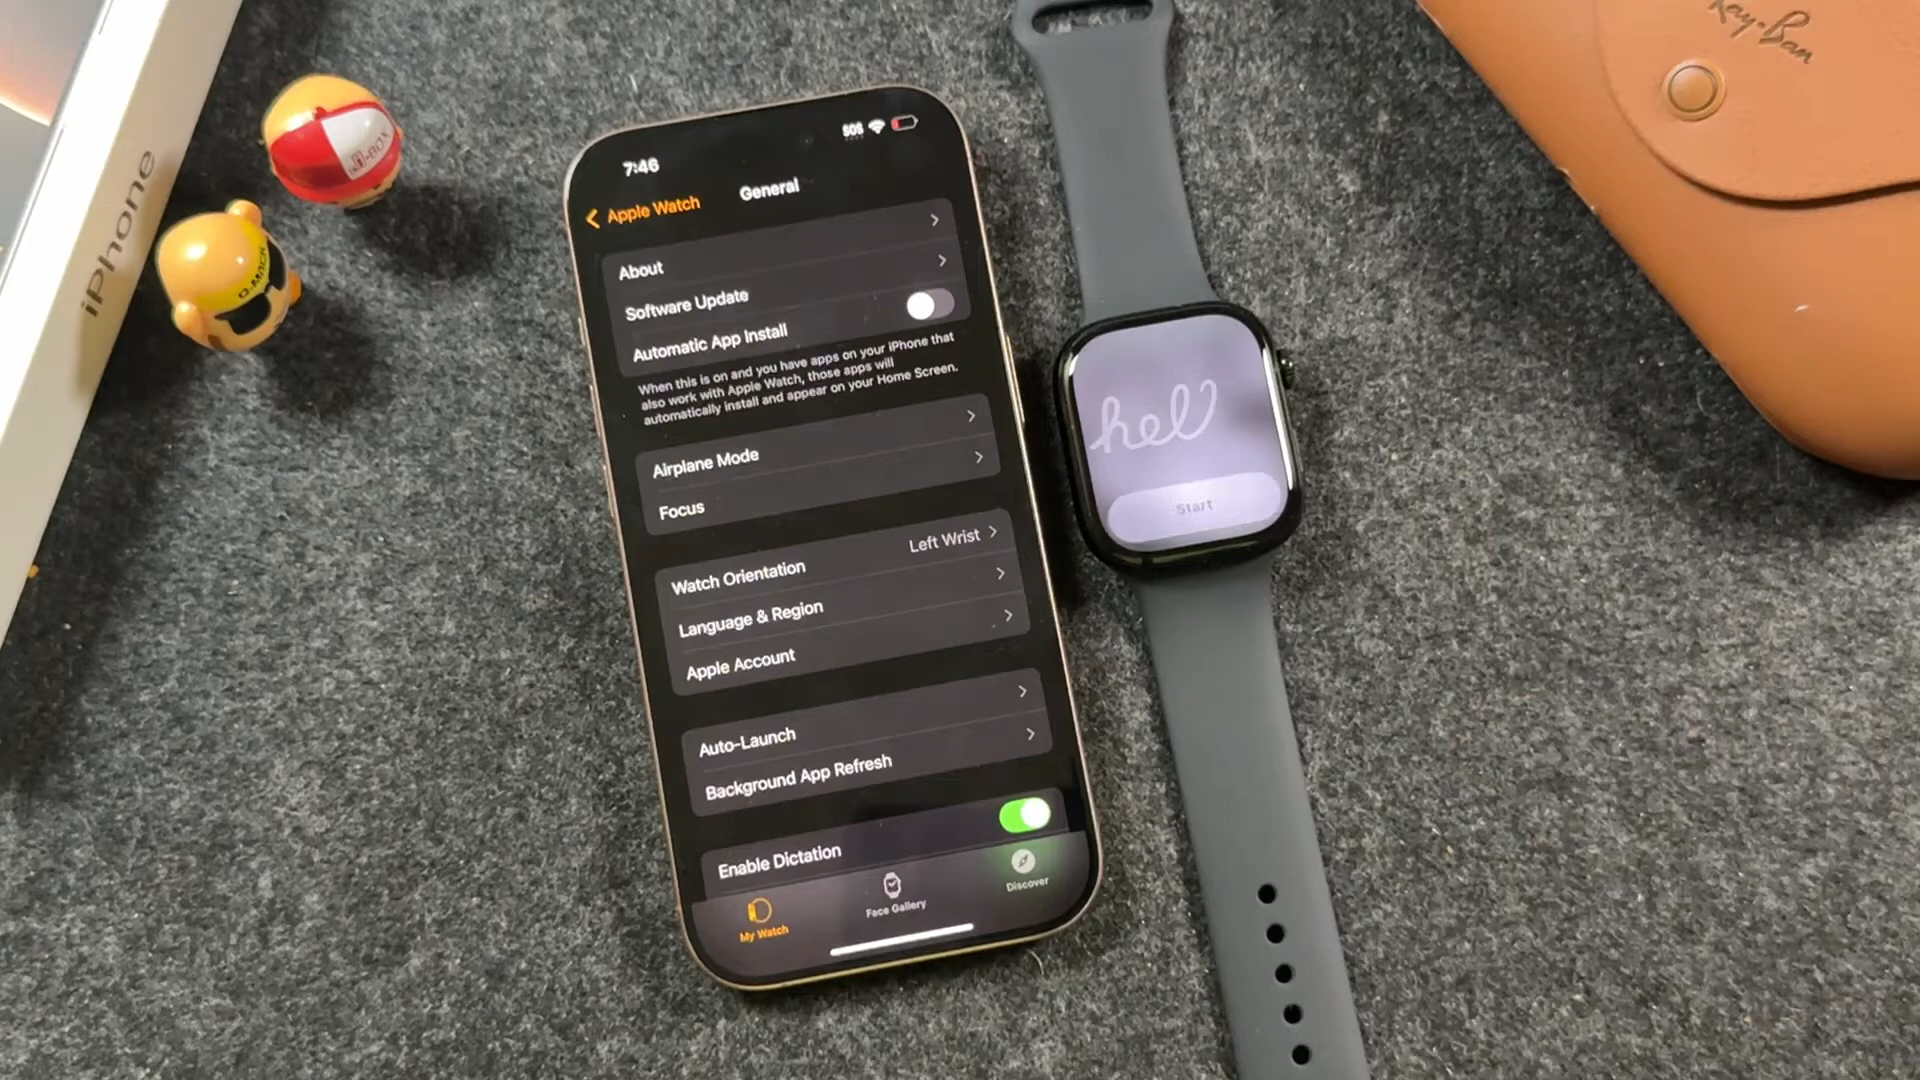 iPhone
Q-MACH
7:46
SOS
Apple Watch
General
About
Software Update
Automatic App Install
When this is on and you have apps on your iPhone that
also work with Apple Watch, those apps will
automatically install and appear on your Home Screen.
Airplane Mode
Focus
Watch Orientation
Left Wrist
Language & Region
Apple Account
Auto-Launch
Background App Refresh
Enable Dictation
My Watch
Face Gallery
Discover
hell
Start
Ray-Ban